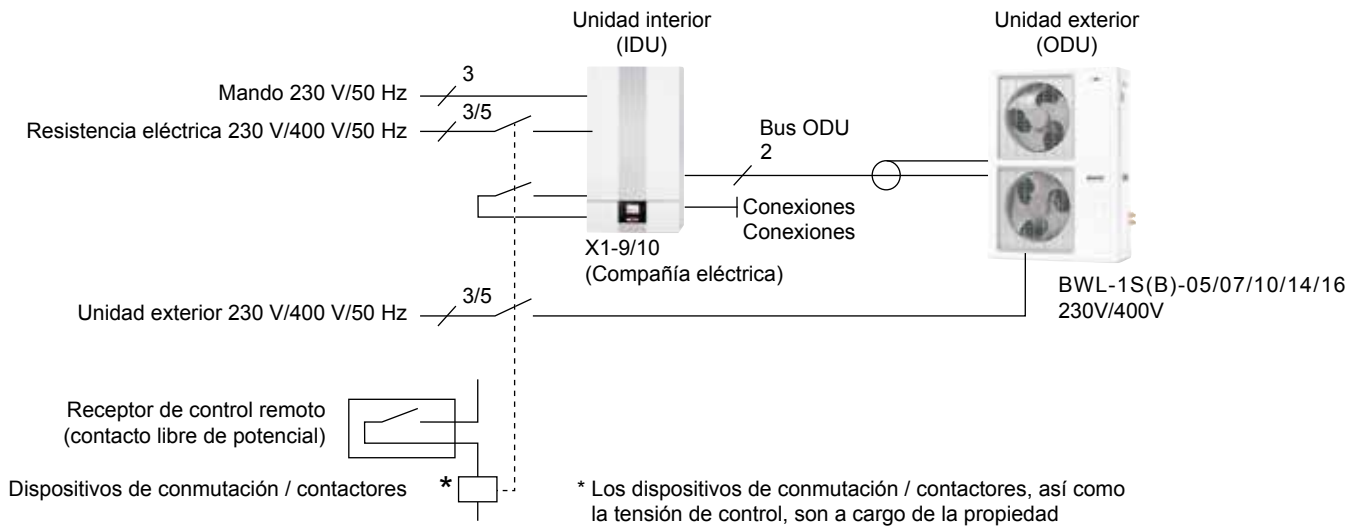 Unidad interior
(IDU)
Unidad exterior
(ODU)
Mando 230 V/50 Hz
3
Resistencia eléctrica 230 V/400 V/50 Hz
3/5
Bus ODU
2
Conexiones
Conexiones
X1-9/10
(Compañía eléctrica)
BWL-1S(B)-05/07/10/14/16
230V/400V
Unidad exterior 230 V/400 V/50 Hz
3/5
Receptor de control remoto
(contacto libre de potencial)
Dispositivos de conmutación / contactores
*
* Los dispositivos de conmutación / contactores, así como
la tensión de control, son a cargo de la propiedad